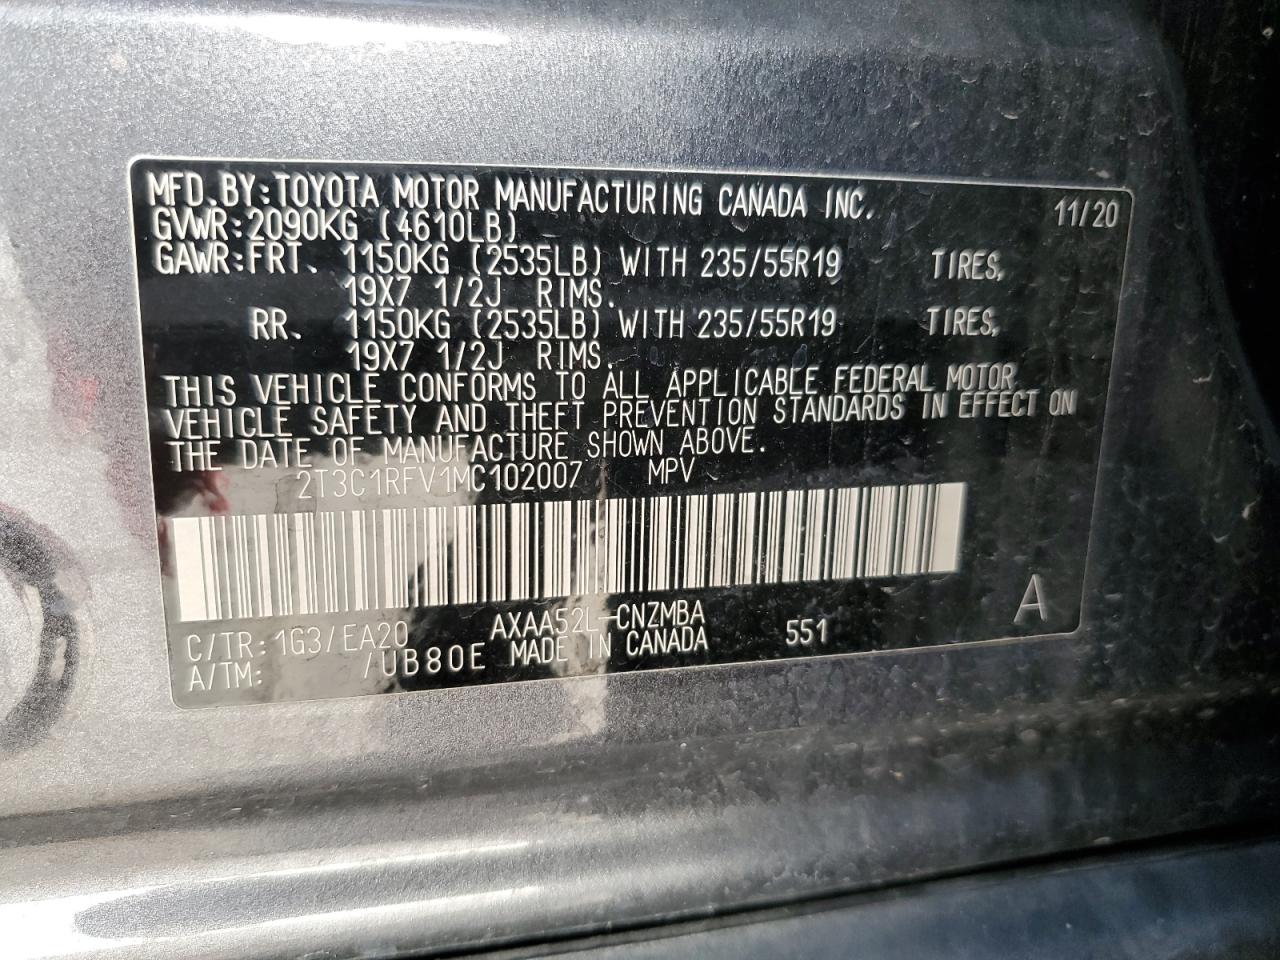 MFD.BY:TOYOTA MOTOR MANUFACTURING CANADA INC. 11/20
GVWR:2090KG (4610LB)
GAWR:FRT. 1150KG (2535LB) WITH 235/55R19 TIRES,
19X7 1/2J RIMS.
RR. 1150KG (2535LB) WITH 235/55R19 TIRES,
19X7 1/2J RIMS.
THIS VEHICLE CONFORMS TO ALL APPLICABLE FEDERAL MOTOR
VEHICLE SAFETY AND THEFT PREVENTION STANDARDS IN EFFECT ON
THE DATE OF MANUFACTURE SHOWN ABOVE.
2T3C1RFV1MC102007 MPV
C/TR:1G3/EA20 AXAA52L-CNZMBA 551 A
A/TM: /UB80E MADE IN CANADA